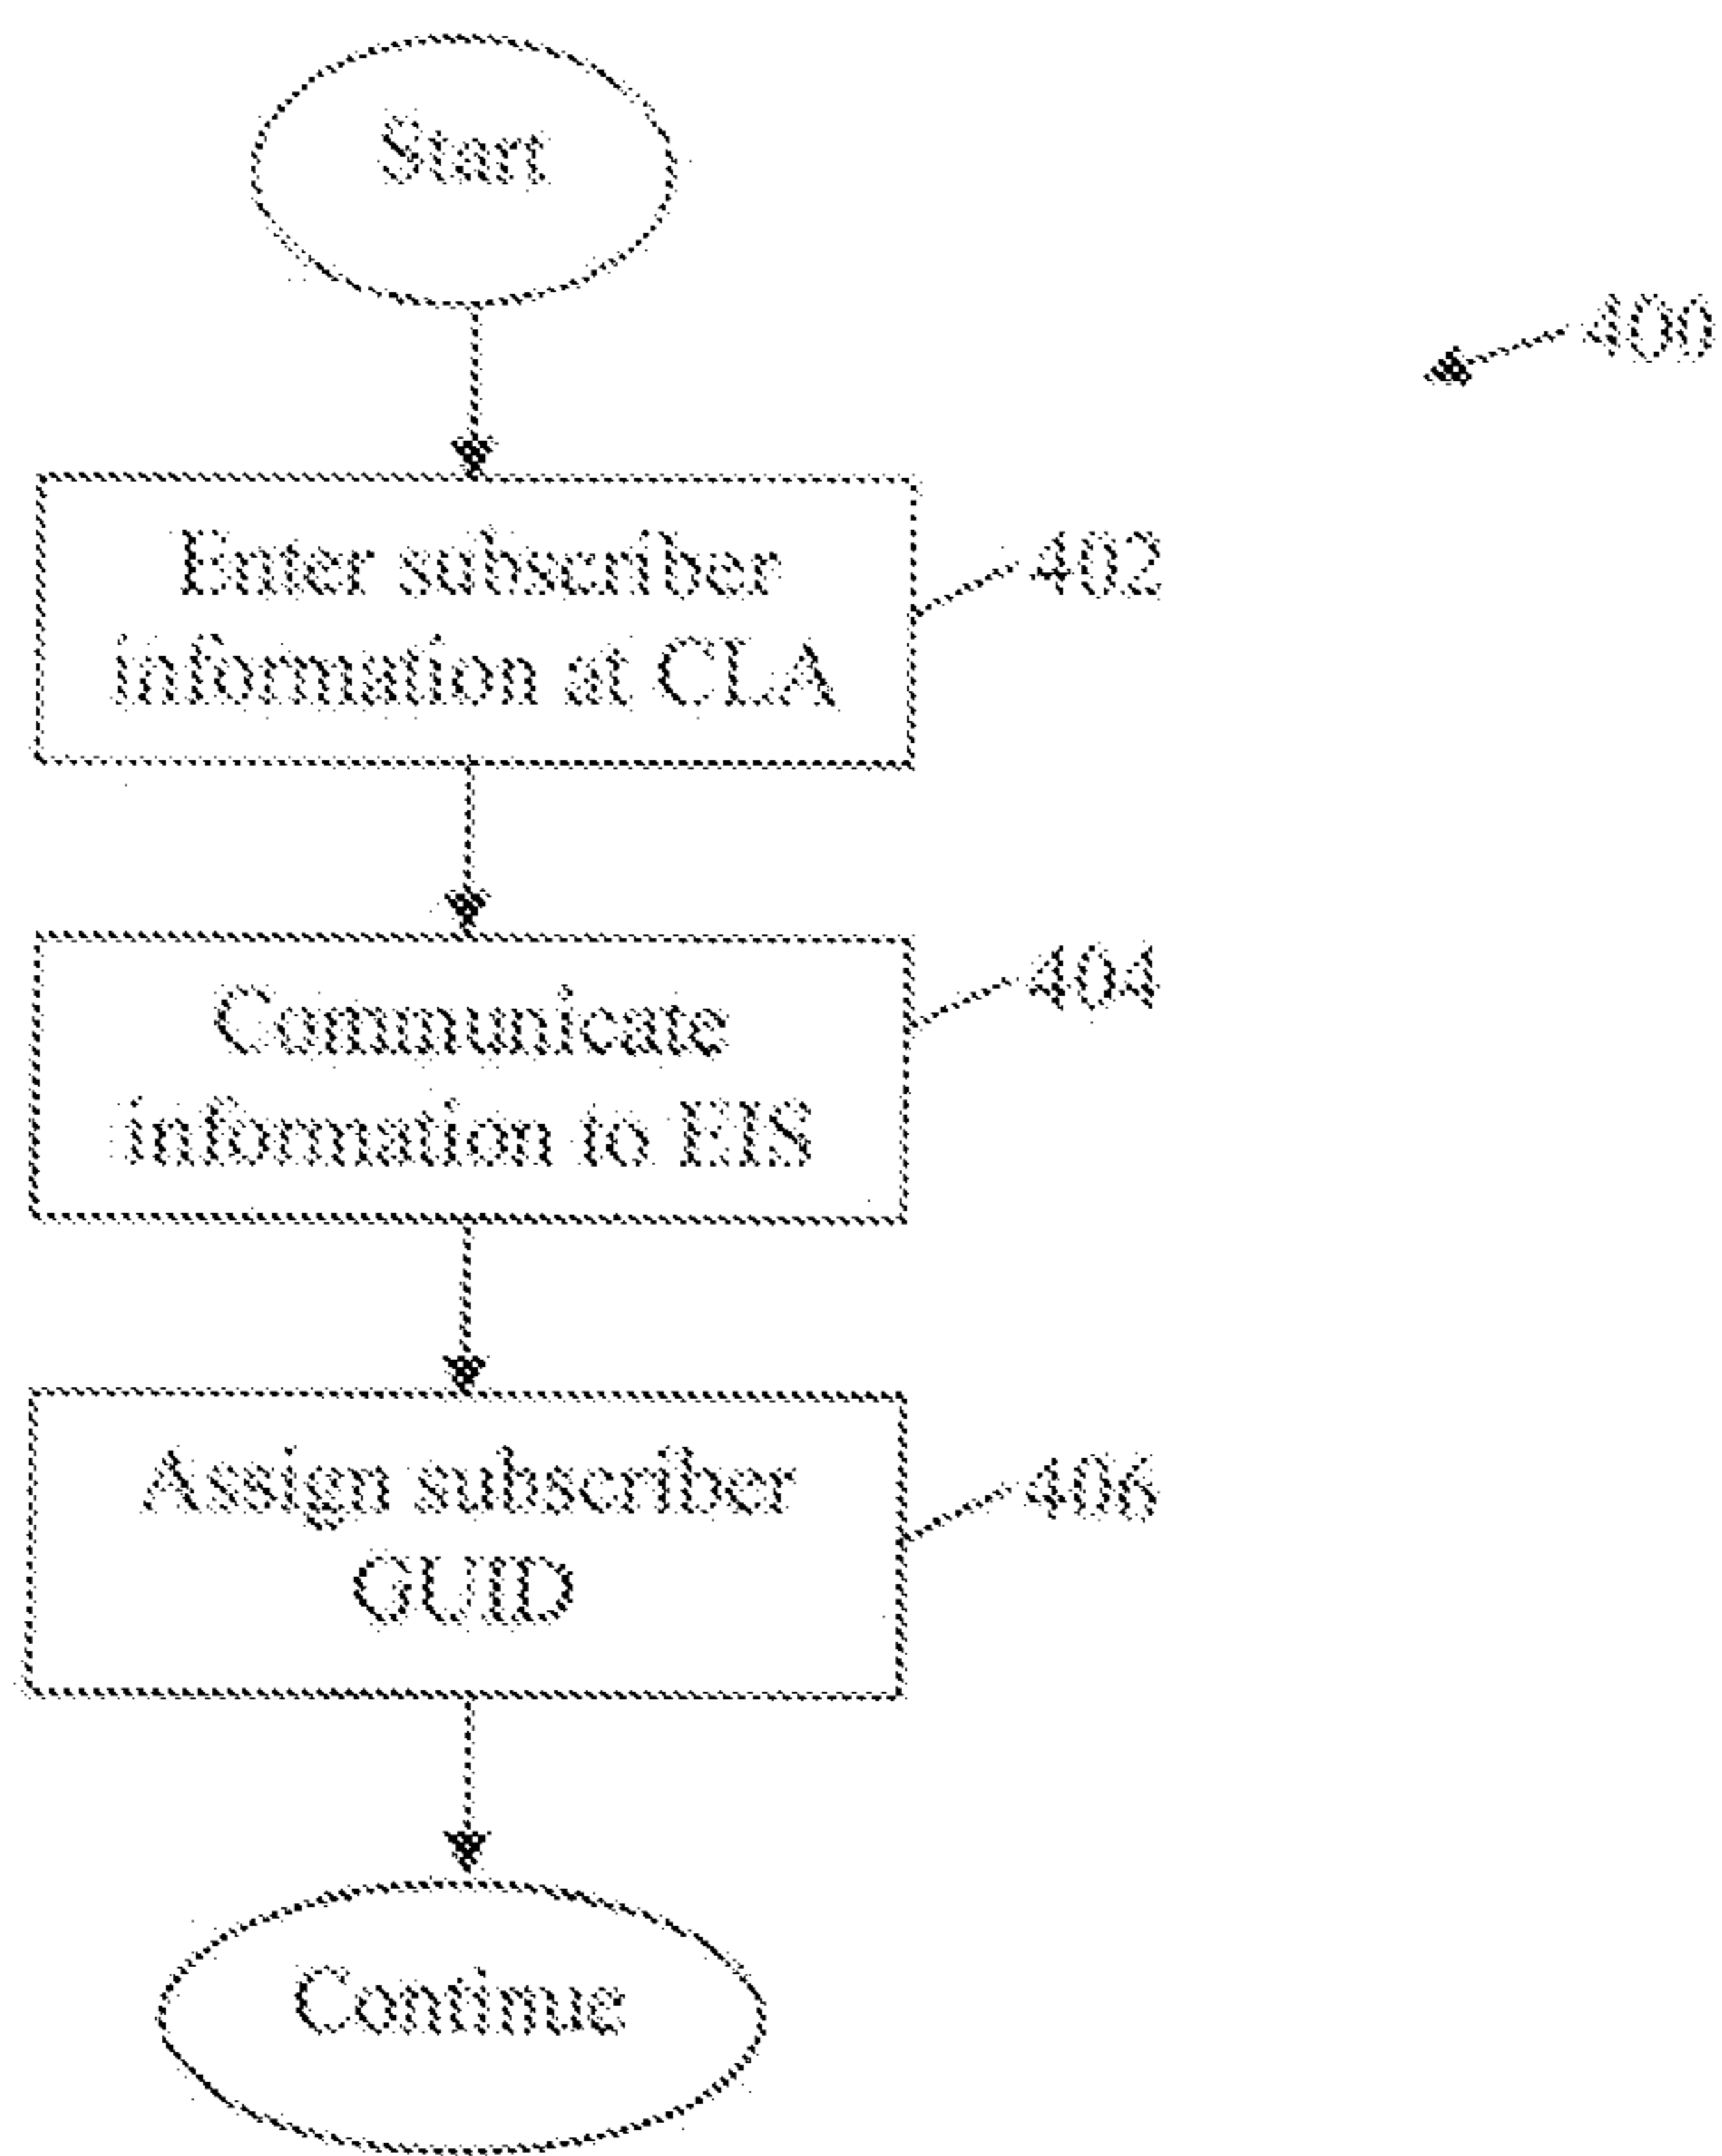 Start
400
Enter subscriber
information at CLA
402
Communicate
information to EIS
404
Assign subscriber
GUID
406
Continue